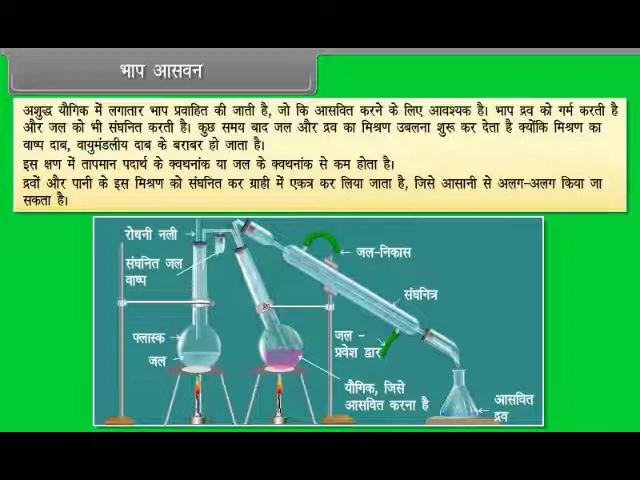 भाप आसवन
अशुद्ध यौगिक में लगातार भाप प्रवाहित की जाती है, जो कि आसवित करने के लिए आवश्यक है। भाप द्रव को गर्म करती है
और जल को भी संघनित करती है। कुछ समय बाद जल और द्रव का मिश्रण उबलना शुरू कर देता है क्योंकि मिश्रण का
वाष्प दाब, वायुमंडलीय दाब के बराबर हो जाता है।
इस क्षण में तापमान पदार्थ के क्वथनांक या जल के क्वथनांक से कम होता है।
द्रवों और पानी के इस मिश्रण को संघनित कर ग्राही में एकत्र कर लिया जाता है, जिसे आसानी से अलग-अलग किया जा
सकता है।
रोधनी नली
संघनित जल
वाष्प
जल-निकास
संघनित्र
फ्लास्क
जल
जल -
प्रवेश द्वार
यौगिक, जिसे
आसवित करना है
आसवित
द्रव